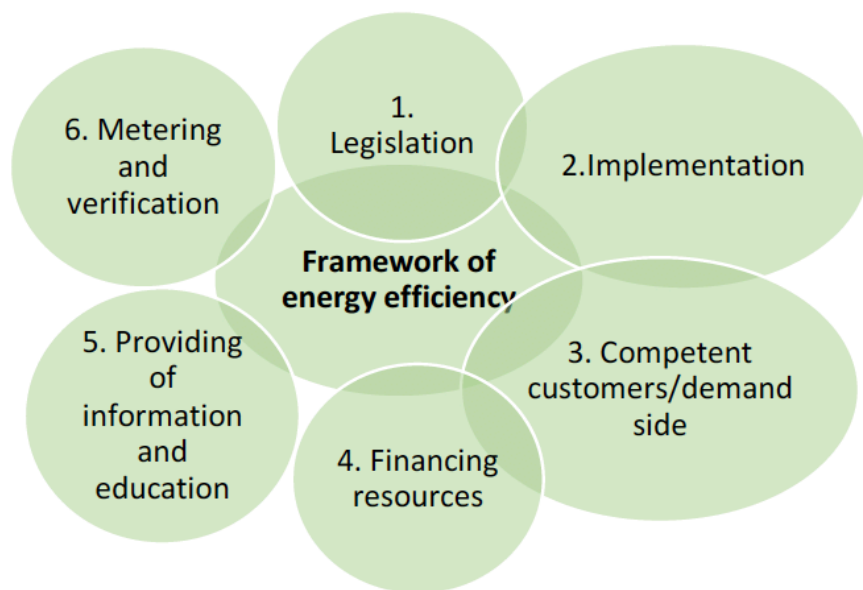 1.
Legislation
2.Implementation
3. Competent
customers/demand
side
4. Financing
resources
5. Providing
of
information
and
education
6. Metering
and
verification
Framework of
energy efficiency